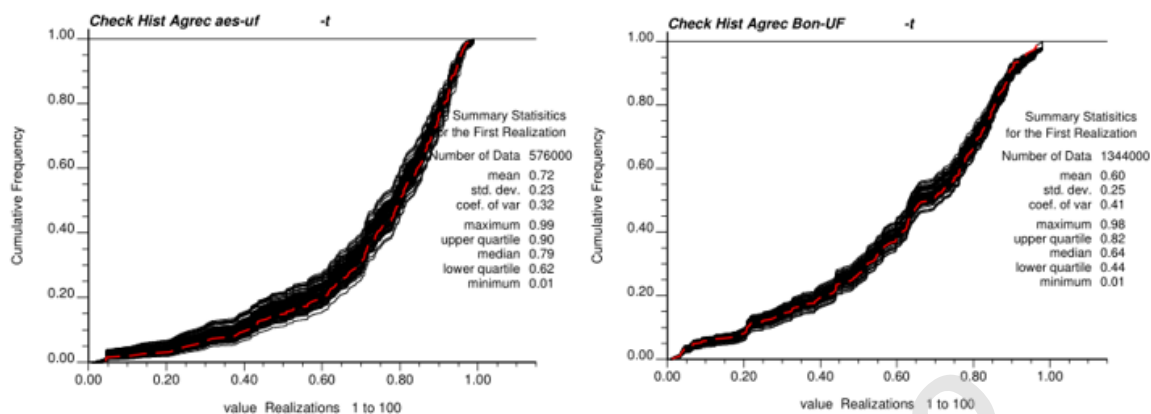 Check Hist Agrec aes-uf -t
1.00
0.80
0.60
0.40
0.20
0.00
Cumulative Frequency
Summary Statisitics
for the First Realization
Number of Data 576000
mean 0.72
std. dev. 0.23
coef. of var 0.32
maximum 0.99
upper quartile 0.90
median 0.79
lower quartile 0.62
minimum 0.01
0.00 0.20 0.40 0.60 0.80 1.00
value Realizations 1 to 100
Check Hist Agrec Bon-UF -t
1.00
0.80
0.60
0.40
0.20
0.00
Cumulative Frequency
Summary Statisitics
for the First Realization
Number of Data 1344000
mean 0.60
std. dev. 0.25
coef. of var 0.41
maximum 0.98
upper quartile 0.82
median 0.64
lower quartile 0.44
minimum 0.01
0.00 0.20 0.40 0.60 0.80 1.00
value Realizations 1 to 100